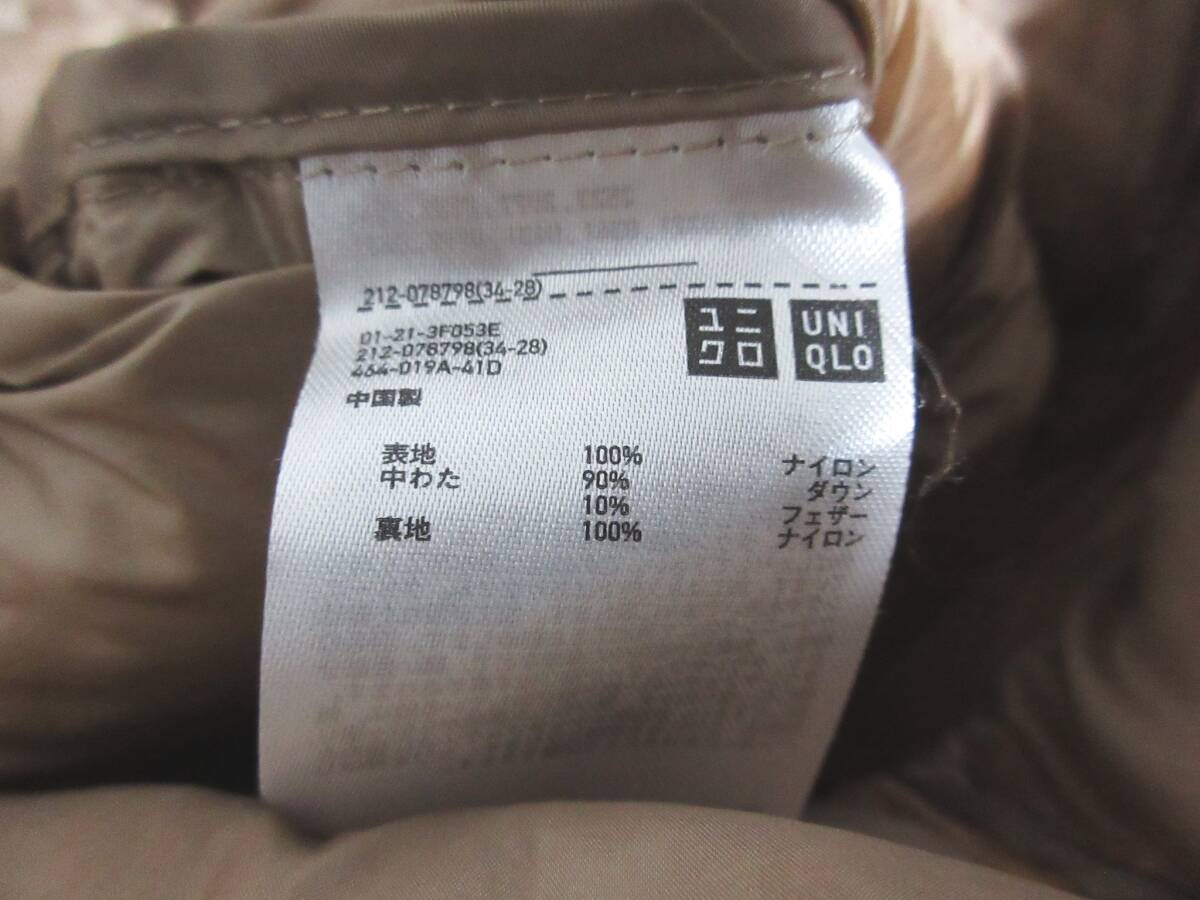 212-078798(34-28)
01-21-3F053E
212-078798(34-28)
464-019A-41D
中国製
ユニ
クロ
UNI
QLO
表地 100% ナイロン
中わた 90% ダウン
10% フェザー
裏地 100% ナイロン